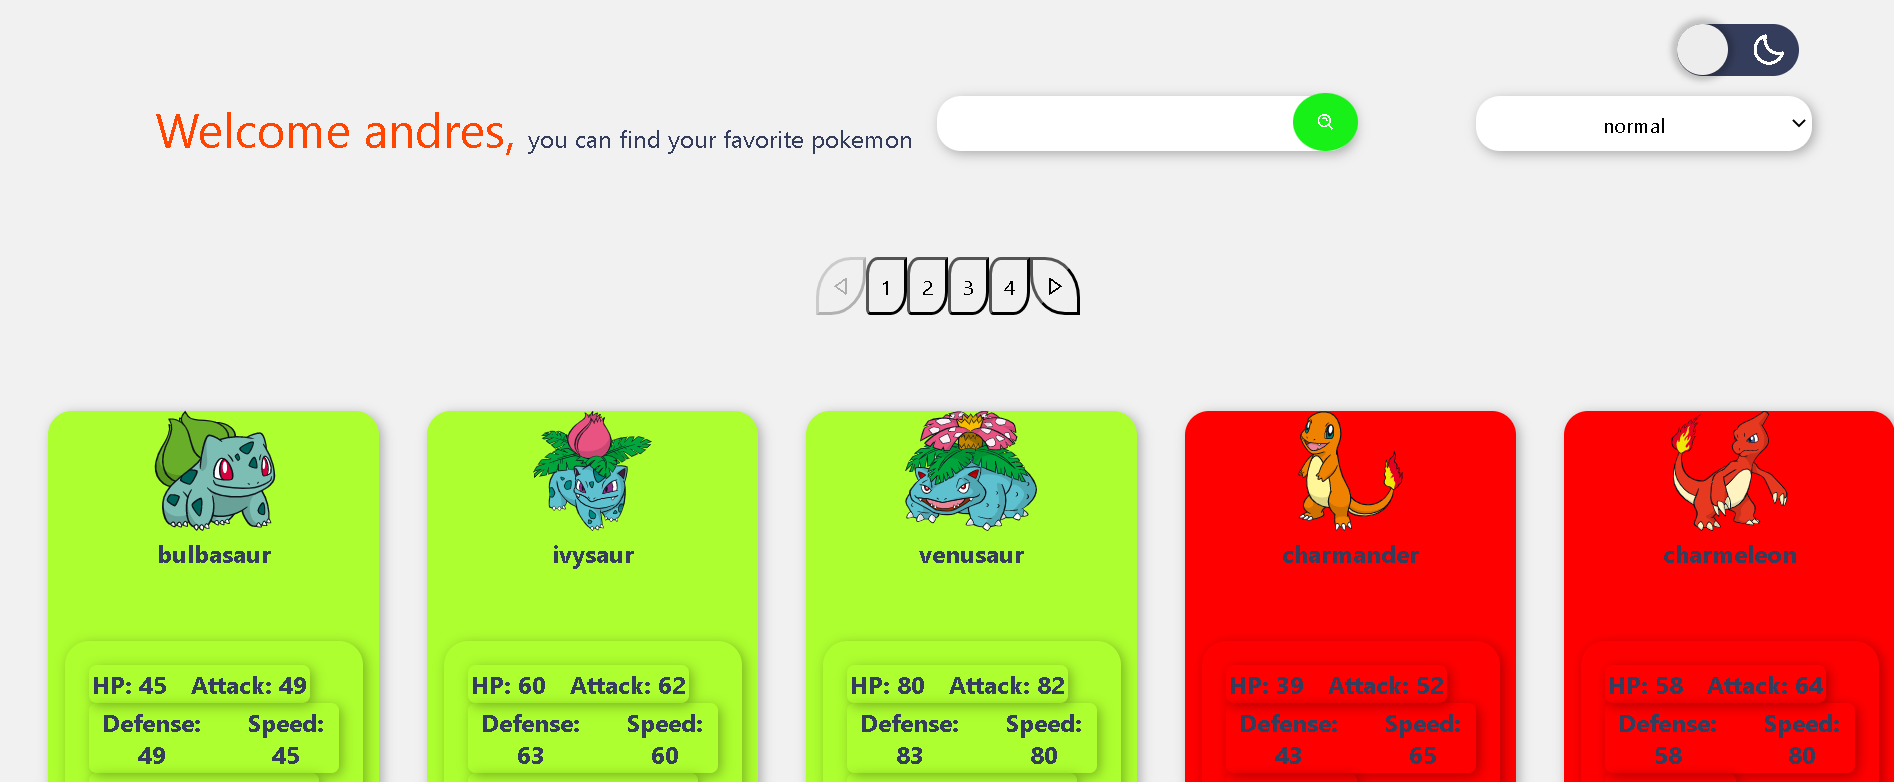 Welcome andres, you can find your favorite pokemon
normal
1 2 3 4
bulbasaur
HP: 45 Attack: 49
Defense: 49 Speed: 45
ivysaur
HP: 60 Attack: 62
Defense: 63 Speed: 60
venusaur
HP: 80 Attack: 82
Defense: 83 Speed: 80
charmander
HP: 39 Attack: 52
Defense: 43 Speed: 65
charmeleon
HP: 58 Attack: 64
Defense: 58 Speed: 80